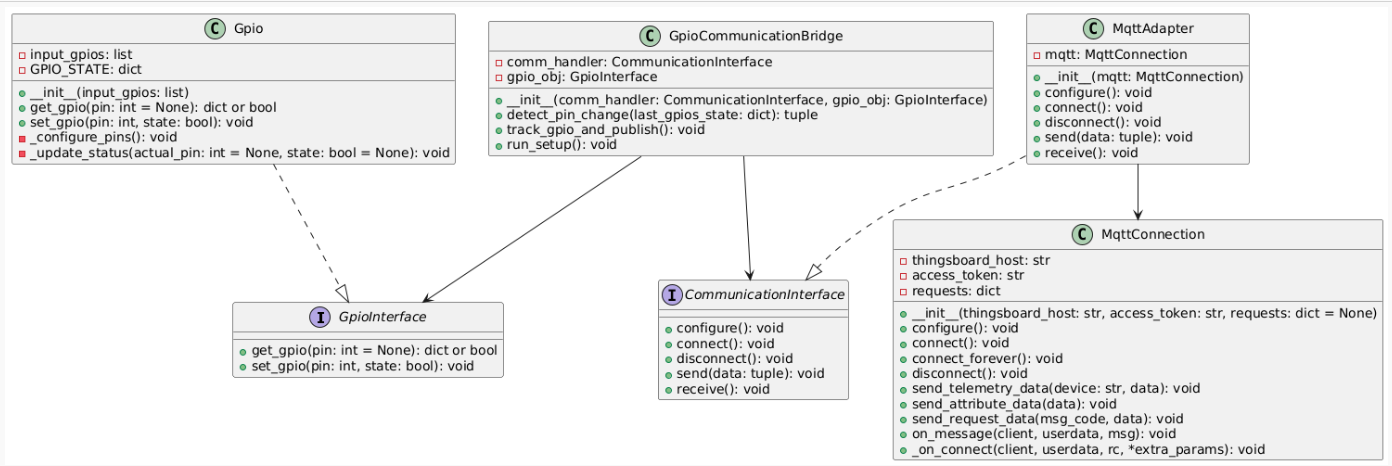 C Gpio
input_gpios: list
GPIO_STATE: dict
__init__(input_gpios: list)
get_gpio(pin: int = None): dict or bool
set_gpio(pin: int, state: bool): void
_configure_pins(): void
_update_status(actual_pin: int = None, state: bool = None): void
C GpioCommunicationBridge
comm_handler: CommunicationInterface
gpio_obj: GpioInterface
__init__(comm_handler: CommunicationInterface, gpio_obj: GpioInterface)
detect_pin_change(last_gpios_state: dict): tuple
track_gpio_and_publish(): void
run_setup(): void
C MqttAdapter
mqtt: MqttConnection
__init__(mqtt: MqttConnection)
configure(): void
connect(): void
disconnect(): void
send(data: tuple): void
receive(): void
I GpioInterface
get_gpio(pin: int = None): dict or bool
set_gpio(pin: int, state: bool): void
I CommunicationInterface
configure(): void
connect(): void
disconnect(): void
send(data: tuple): void
receive(): void
C MqttConnection
thingsboard_host: str
access_token: str
requests: dict
__init__(thingsboard_host: str, access_token: str, requests: dict = None)
configure(): void
connect(): void
connect_forever(): void
disconnect(): void
send_telemetry_data(device: str, data): void
send_attribute_data(data): void
send_request_data(msg_code, data): void
on_message(client, userdata, msg): void
_on_connect(client, userdata, rc, *extra_params): void